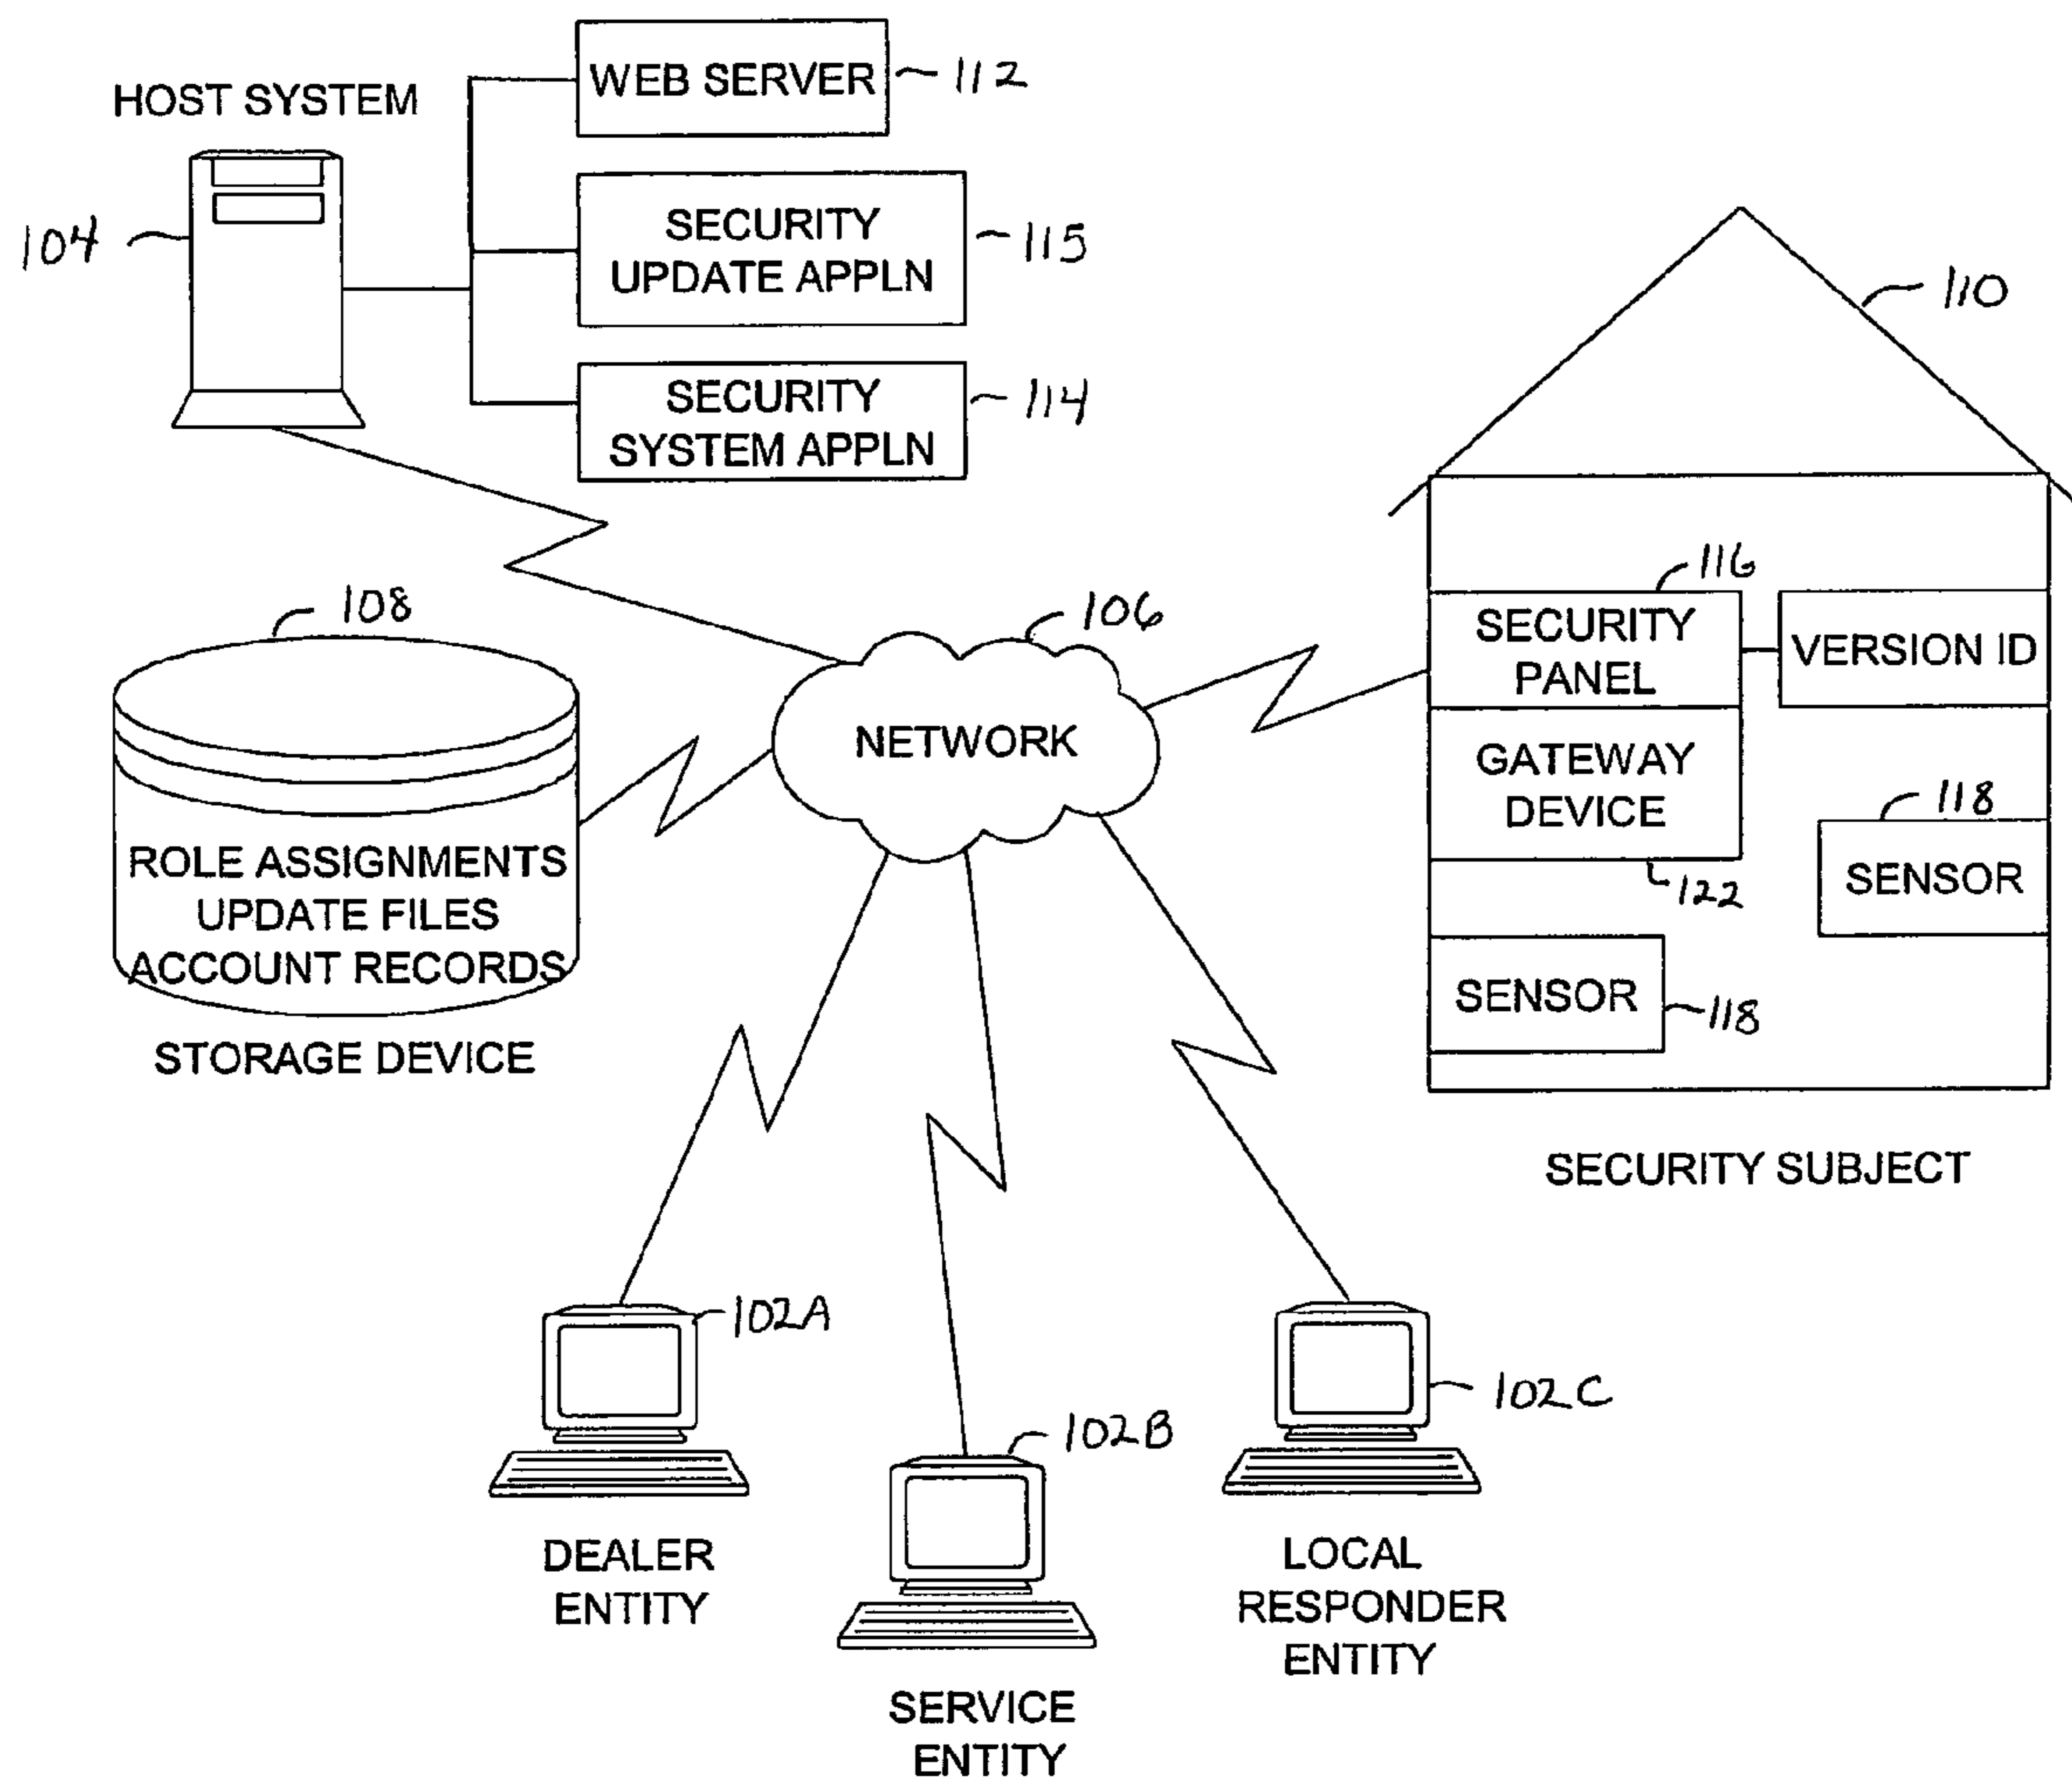 HOST SYSTEM
104
WEB SERVER
112
SECURITY
UPDATE APPLN
115
SECURITY
SYSTEM APPLN
114
110
108
ROLE ASSIGNMENTS
UPDATE FILES
ACCOUNT RECORDS
STORAGE DEVICE
106
NETWORK
116
SECURITY
PANEL
VERSION ID
GATEWAY
DEVICE
122
118
SENSOR
SENSOR
118
SECURITY SUBJECT
102A
DEALER
ENTITY
102B
SERVICE
ENTITY
102C
LOCAL
RESPONDER
ENTITY